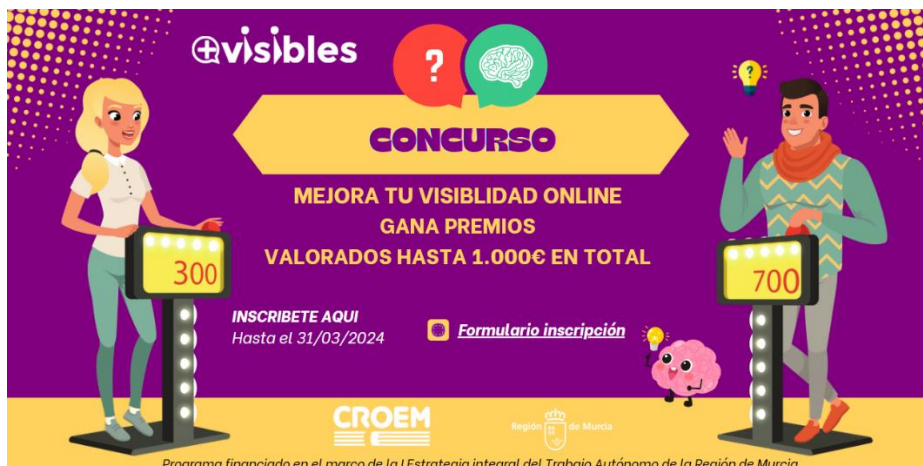 +visibles
?
?
CONCURSO
MEJORA TU VISIBLIDAD ONLINE
GANA PREMIOS
VALORADOS HASTA 1.000€ EN TOTAL
300
700
INSCRIBETE AQUI
Hasta el 31/03/2024
Formulario inscripción
CROEM
Región de Murcia
Programa financiado en el marco de la I Estrategia integral del Trabajo Autónomo de la Región de Murcia